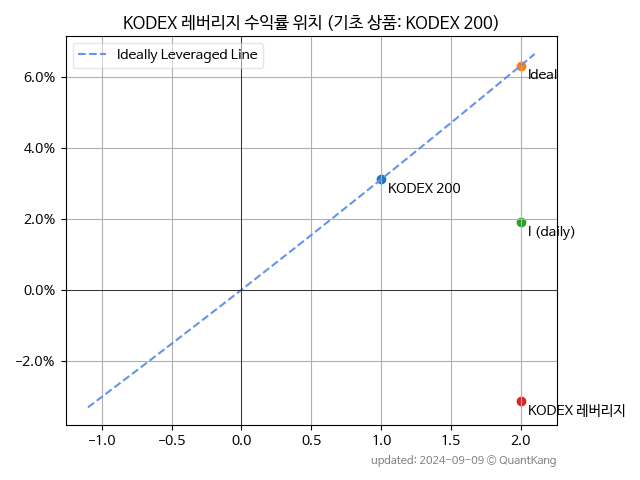 KODEX 레버리지 수익률 위치 (기초 상품: KODEX 200)
Ideally Leveraged Line
6.0%
Ideal
4.0%
KODEX 200
2.0%
I (daily)
0.0%
−2.0%
KODEX 레버리지
−1.0 −0.5 0.0 0.5 1.0 1.5 2.0
updated: 2024-09-09 © QuantKang